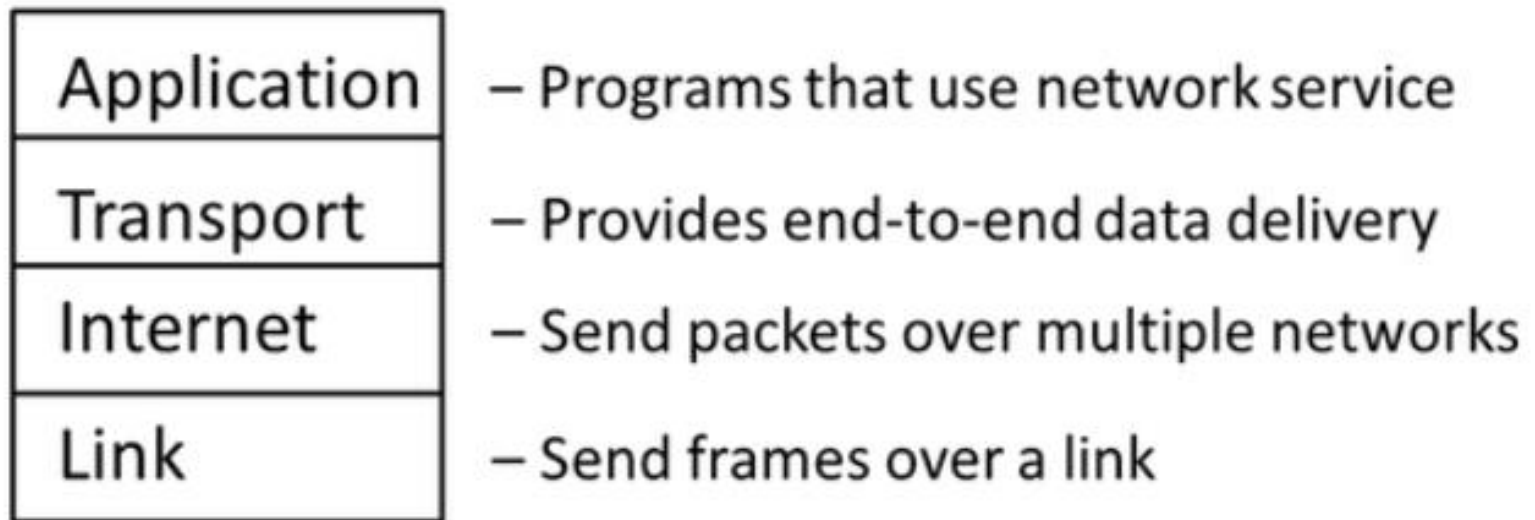 Application – Programs that use network service
Transport – Provides end-to-end data delivery
Internet – Send packets over multiple networks
Link – Send frames over a link